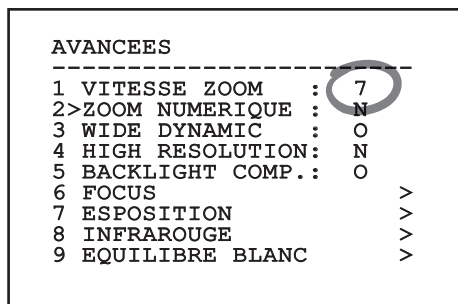 AVANCEES
--------------------------
1 VITESSE ZOOM   : 7
2>ZOOM NUMERIQUE : N
3 WIDE DYNAMIC   : O
4 HIGH RESOLUTION: N
5 BACKLIGHT COMP.: O
6 FOCUS >
7 ESPOSITION >
8 INFRAROUGE >
9 EQUILIBRE BLANC >